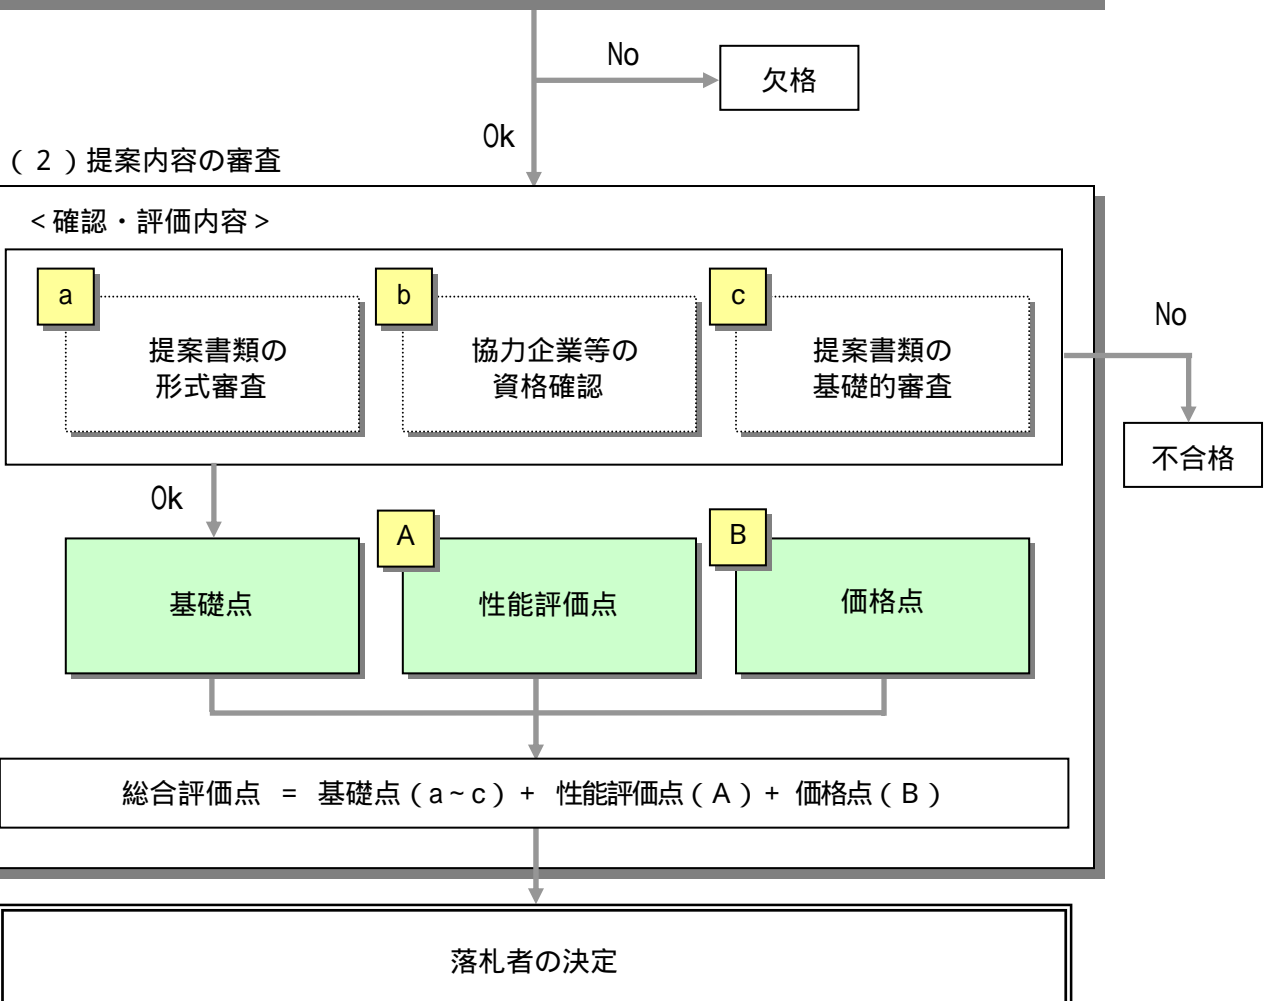 No
欠格
Ok
（２）提案内容の審査
＜確認・評価内容＞
a
b
c
提案書類の
形式審査
協力企業等の
資格確認
提案書類の
基礎的審査
No
不合格
Ok
A
B
基礎点
性能評価点
価格点
総合評価点 = 基礎点（a~c）+ 性能評価点（A）+ 価格点（B）
落札者の決定